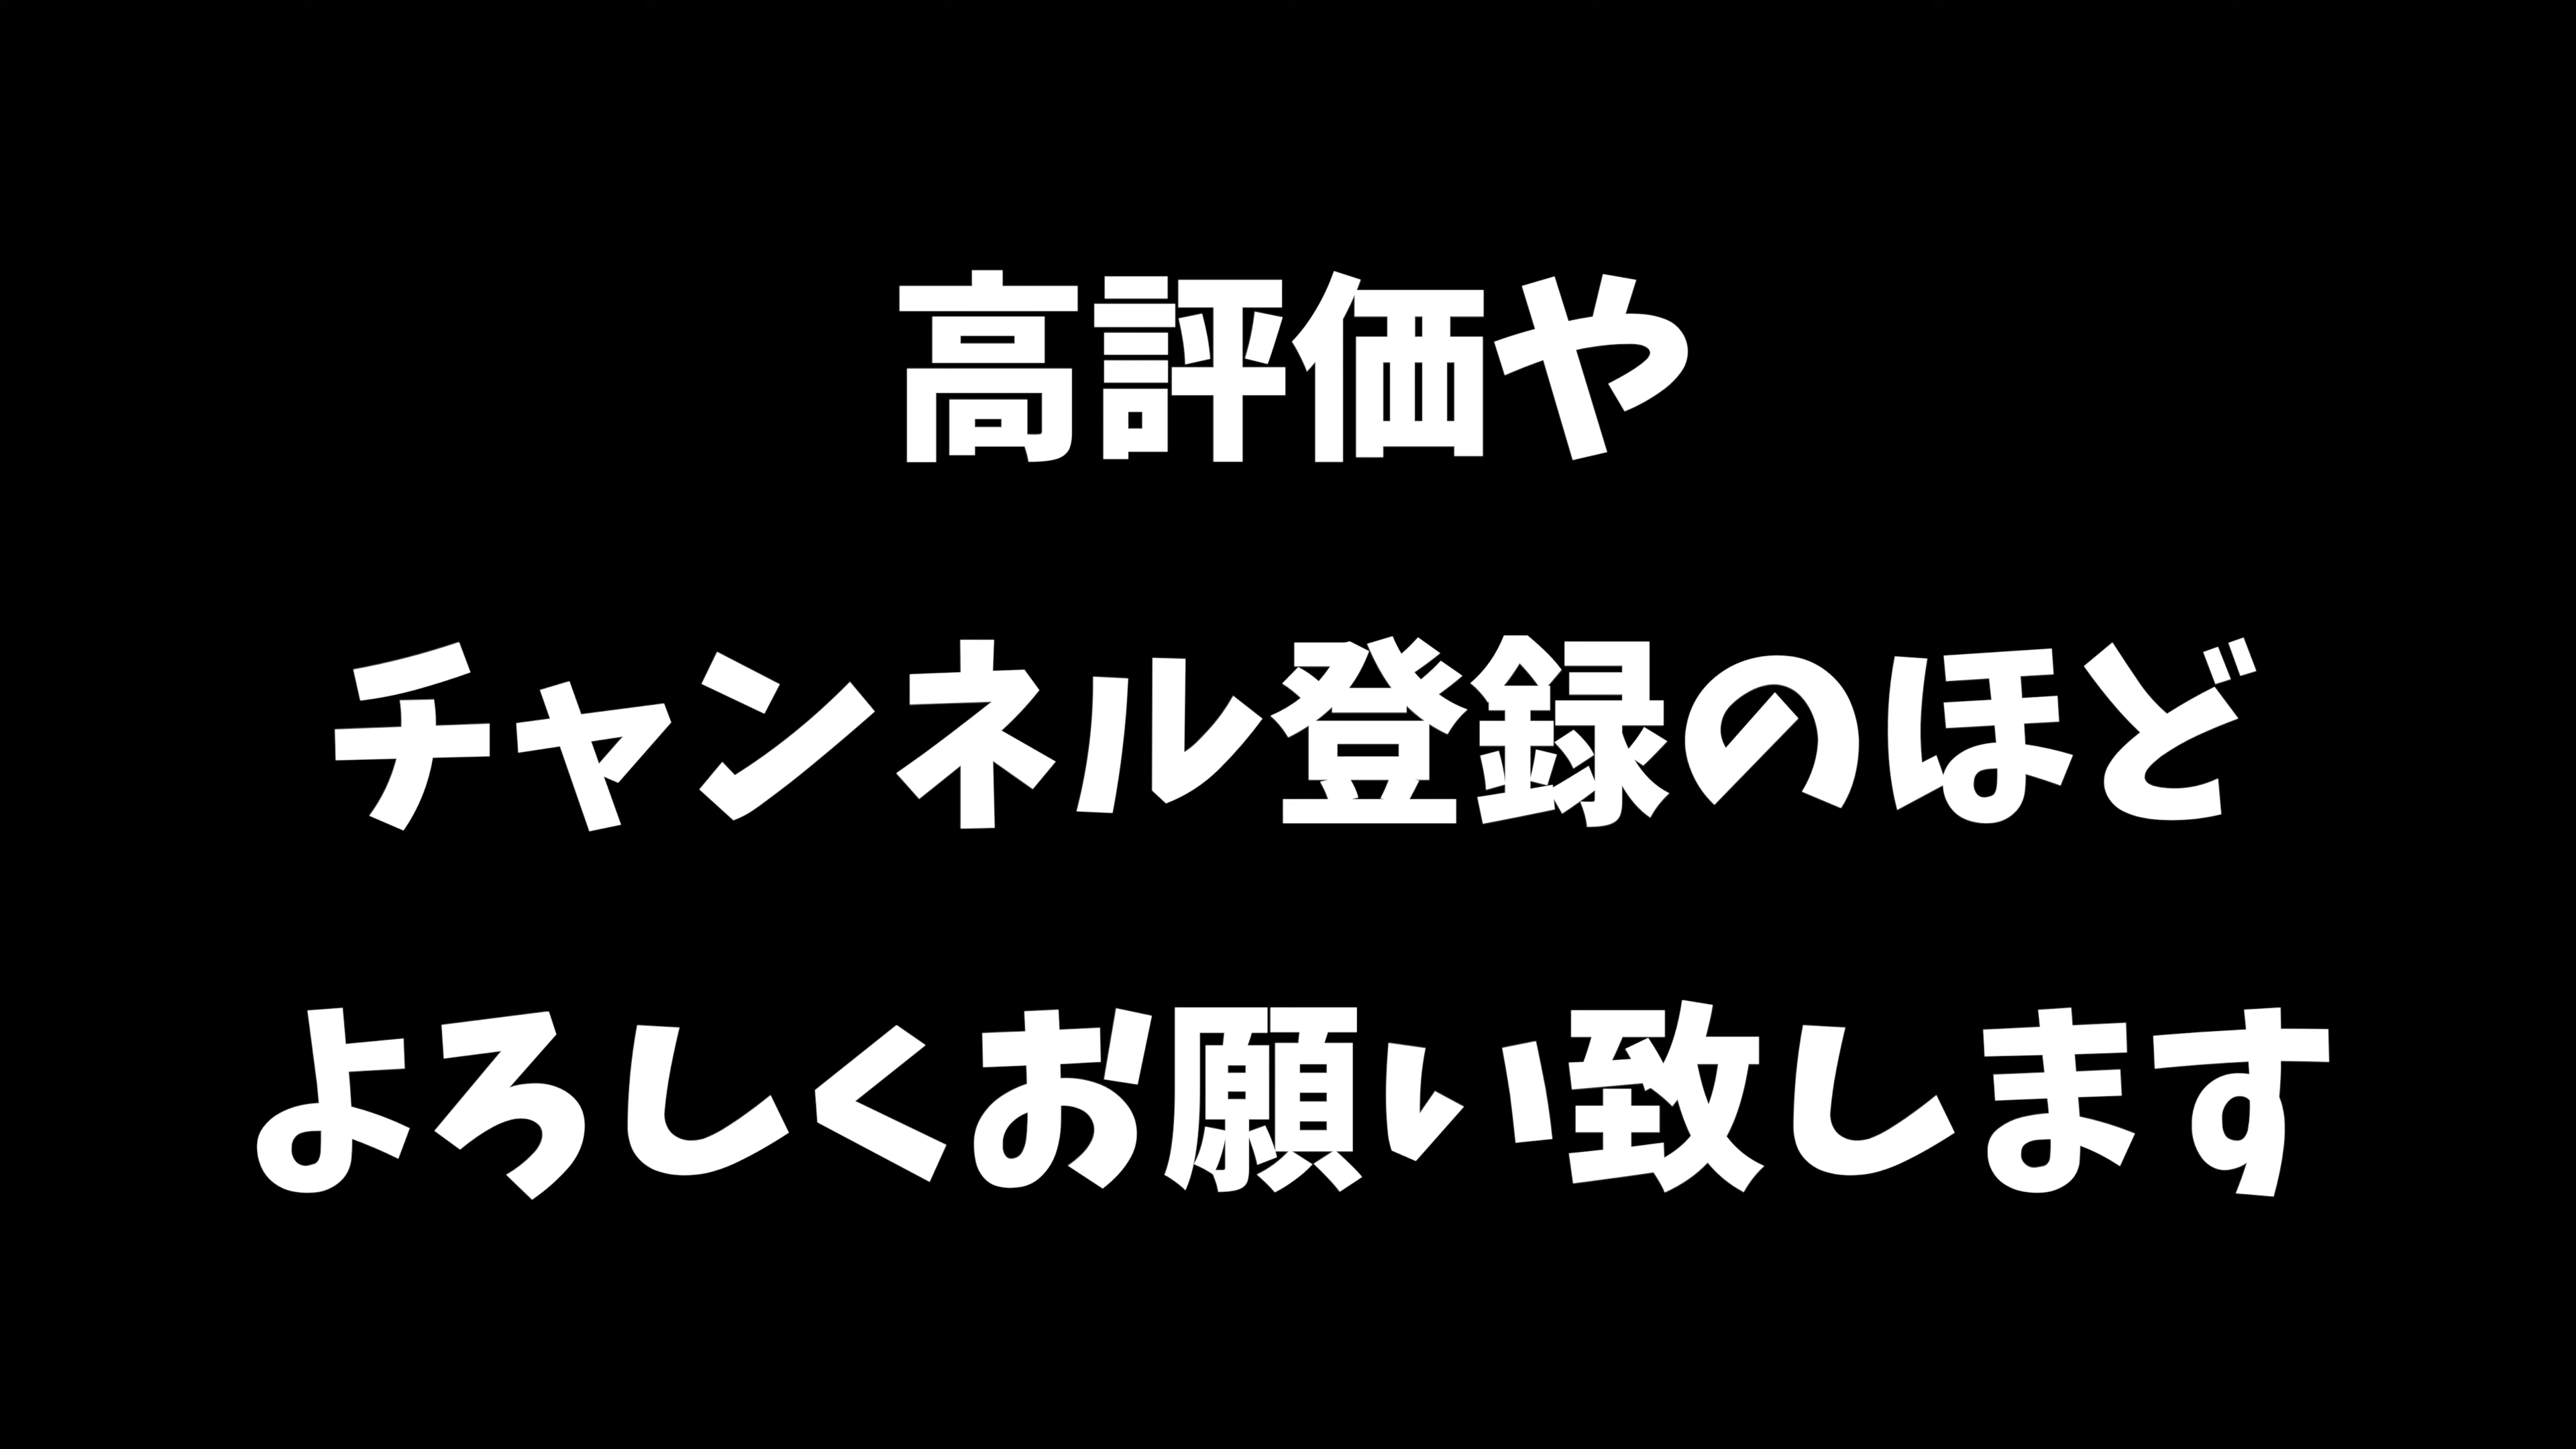 高評価や
チャンネル登録のほど
よろしくお願い致します